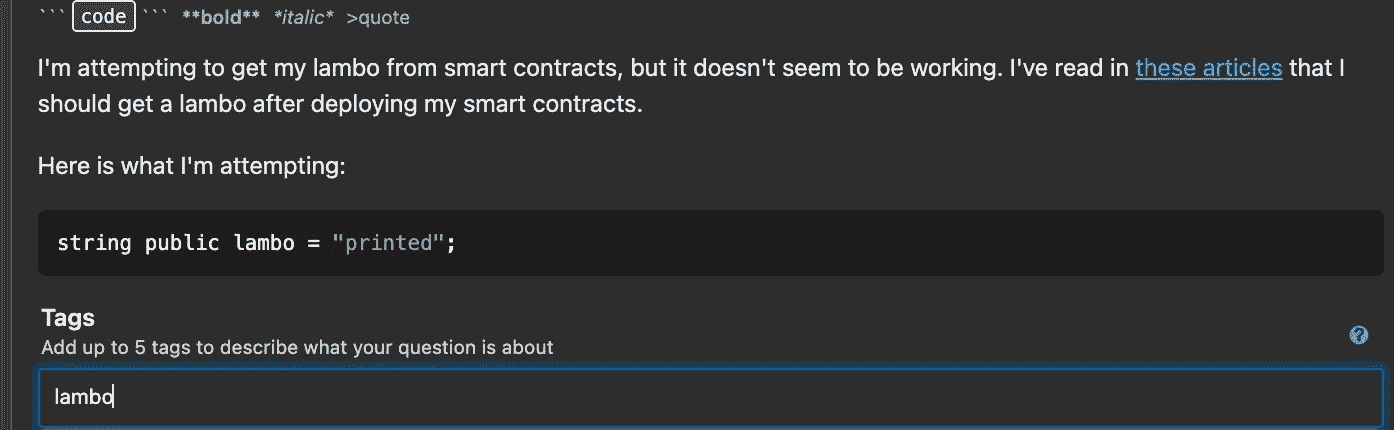 ``` code ``` **bold** *italic* >quote
I'm attempting to get my lambo from smart contracts, but it doesn't seem to be working. I've read in these articles that I
should get a lambo after deploying my smart contracts.
Here is what I'm attempting:
string public lambo = "printed";
Tags
Add up to 5 tags to describe what your question is about
?
lambo